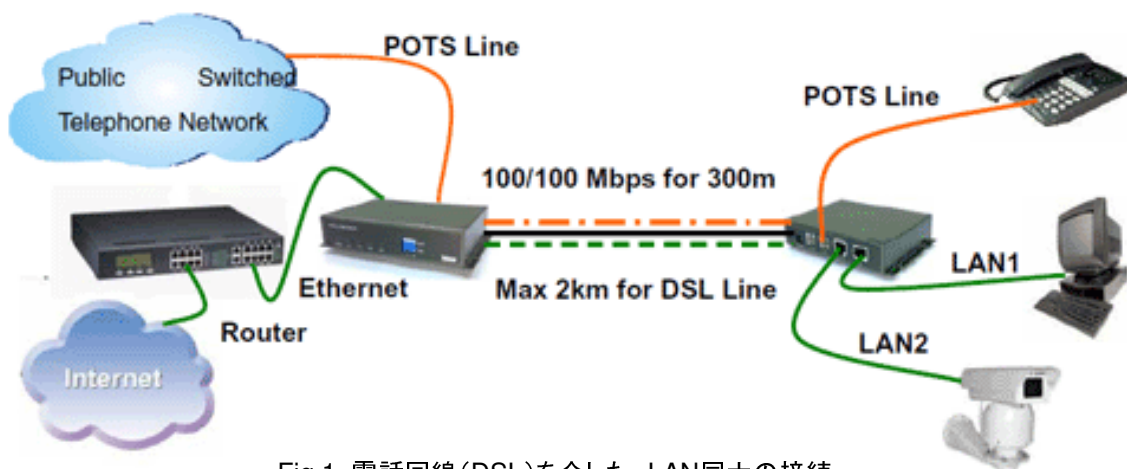 POTS Line
Public Switched
Telephone Network
POTS Line
100/100 Mbps for 300m
Ethernet
Max 2km for DSL Line
LAN1
Router
LAN2
Internet
Fig.1 電話回線(DSL)を介した、LAN同士の接続